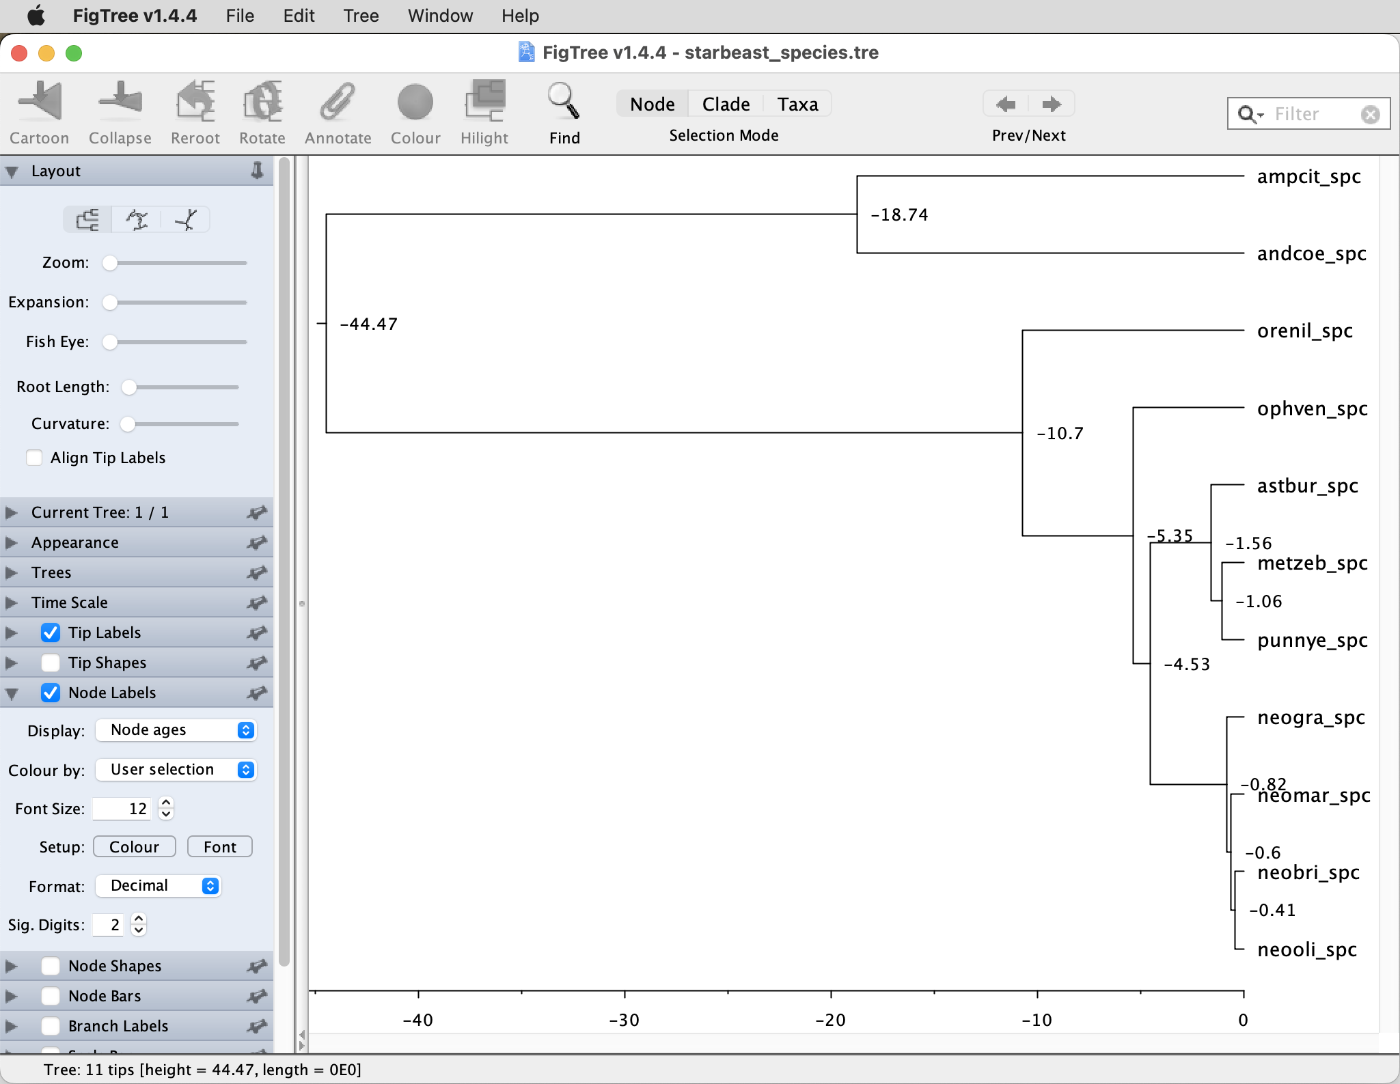 FigTree v1.4.4 File Edit Tree Window Help
FigTree v1.4.4 - starbeast_species.tre
Cartoon Collapse Reroot Rotate Annotate Colour Hilight Find
Node Clade Taxa
Selection Mode
Prev/Next
Filter
Layout
Zoom:
Expansion:
Fish Eye:
Root Length:
Curvature:
Align Tip Labels
Current Tree: 1 / 1
Appearance
Trees
Time Scale
Tip Labels
Tip Shapes
Node Labels
Display: Node ages
Colour by: User selection
Font Size: 12
Setup: Colour Font
Format: Decimal
Sig. Digits: 2
Node Shapes
Node Bars
Branch Labels
ampcit_spc
-18.74
andcoe_spc
-44.47
orenil_spc
ophven_spc
-10.7
astbur_spc
-5.35
-1.56
metzeb_spc
-1.06
punnye_spc
-4.53
neogra_spc
-0.82
neomar_spc
-0.6
neobri_spc
-0.41
neooli_spc
-40 -30 -20 -10 0
Tree: 11 tips [height = 44.47, length = 0E0]